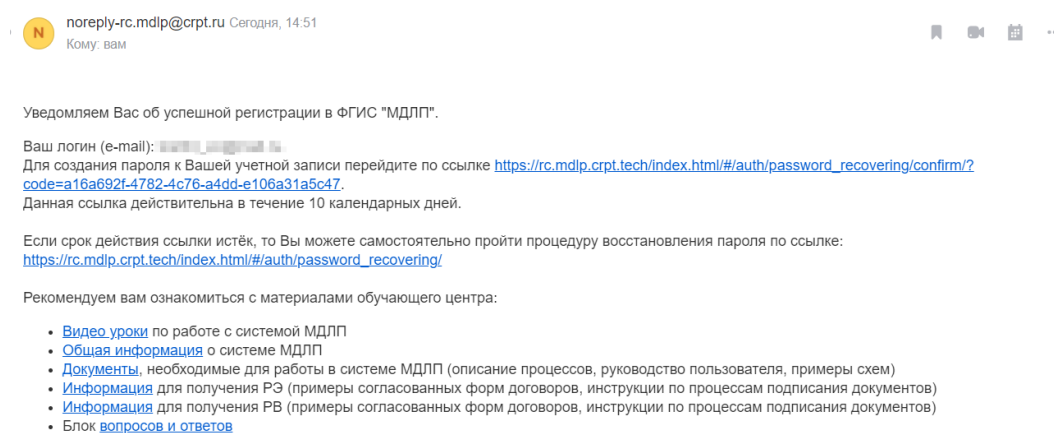 N
noreply-rc.mdlp@crpt.ru Сегодня, 14:51
Кому: вам
Уведомляем Вас об успешной регистрации в ФГИС "МДЛП".
Ваш логин (e-mail):
Для создания пароля к Вашей учетной записи перейдите по ссылке https://rc.mdlp.crpt.tech/index.html/#/auth/password_recovering/confirm/?
code=a16a692f-4782-4c76-a4dd-e106a31a5c47.
Данная ссылка действительна в течение 10 календарных дней.
Если срок действия ссылки истёк, то Вы можете самостоятельно пройти процедуру восстановления пароля по ссылке:
https://rc.mdlp.crpt.tech/index.html/#/auth/password_recovering/
Рекомендуем вам ознакомиться с материалами обучающего центра:
• Видео уроки по работе с системой МДЛП
• Общая информация о системе МДЛП
• Документы, необходимые для работы в системе МДЛП (описание процессов, руководство пользователя, примеры схем)
• Информация для получения РЭ (примеры согласованных форм договоров, инструкции по процессам подписания документов)
• Информация для получения РВ (примеры согласованных форм договоров, инструкции по процессам подписания документов)
• Блок вопросов и ответов